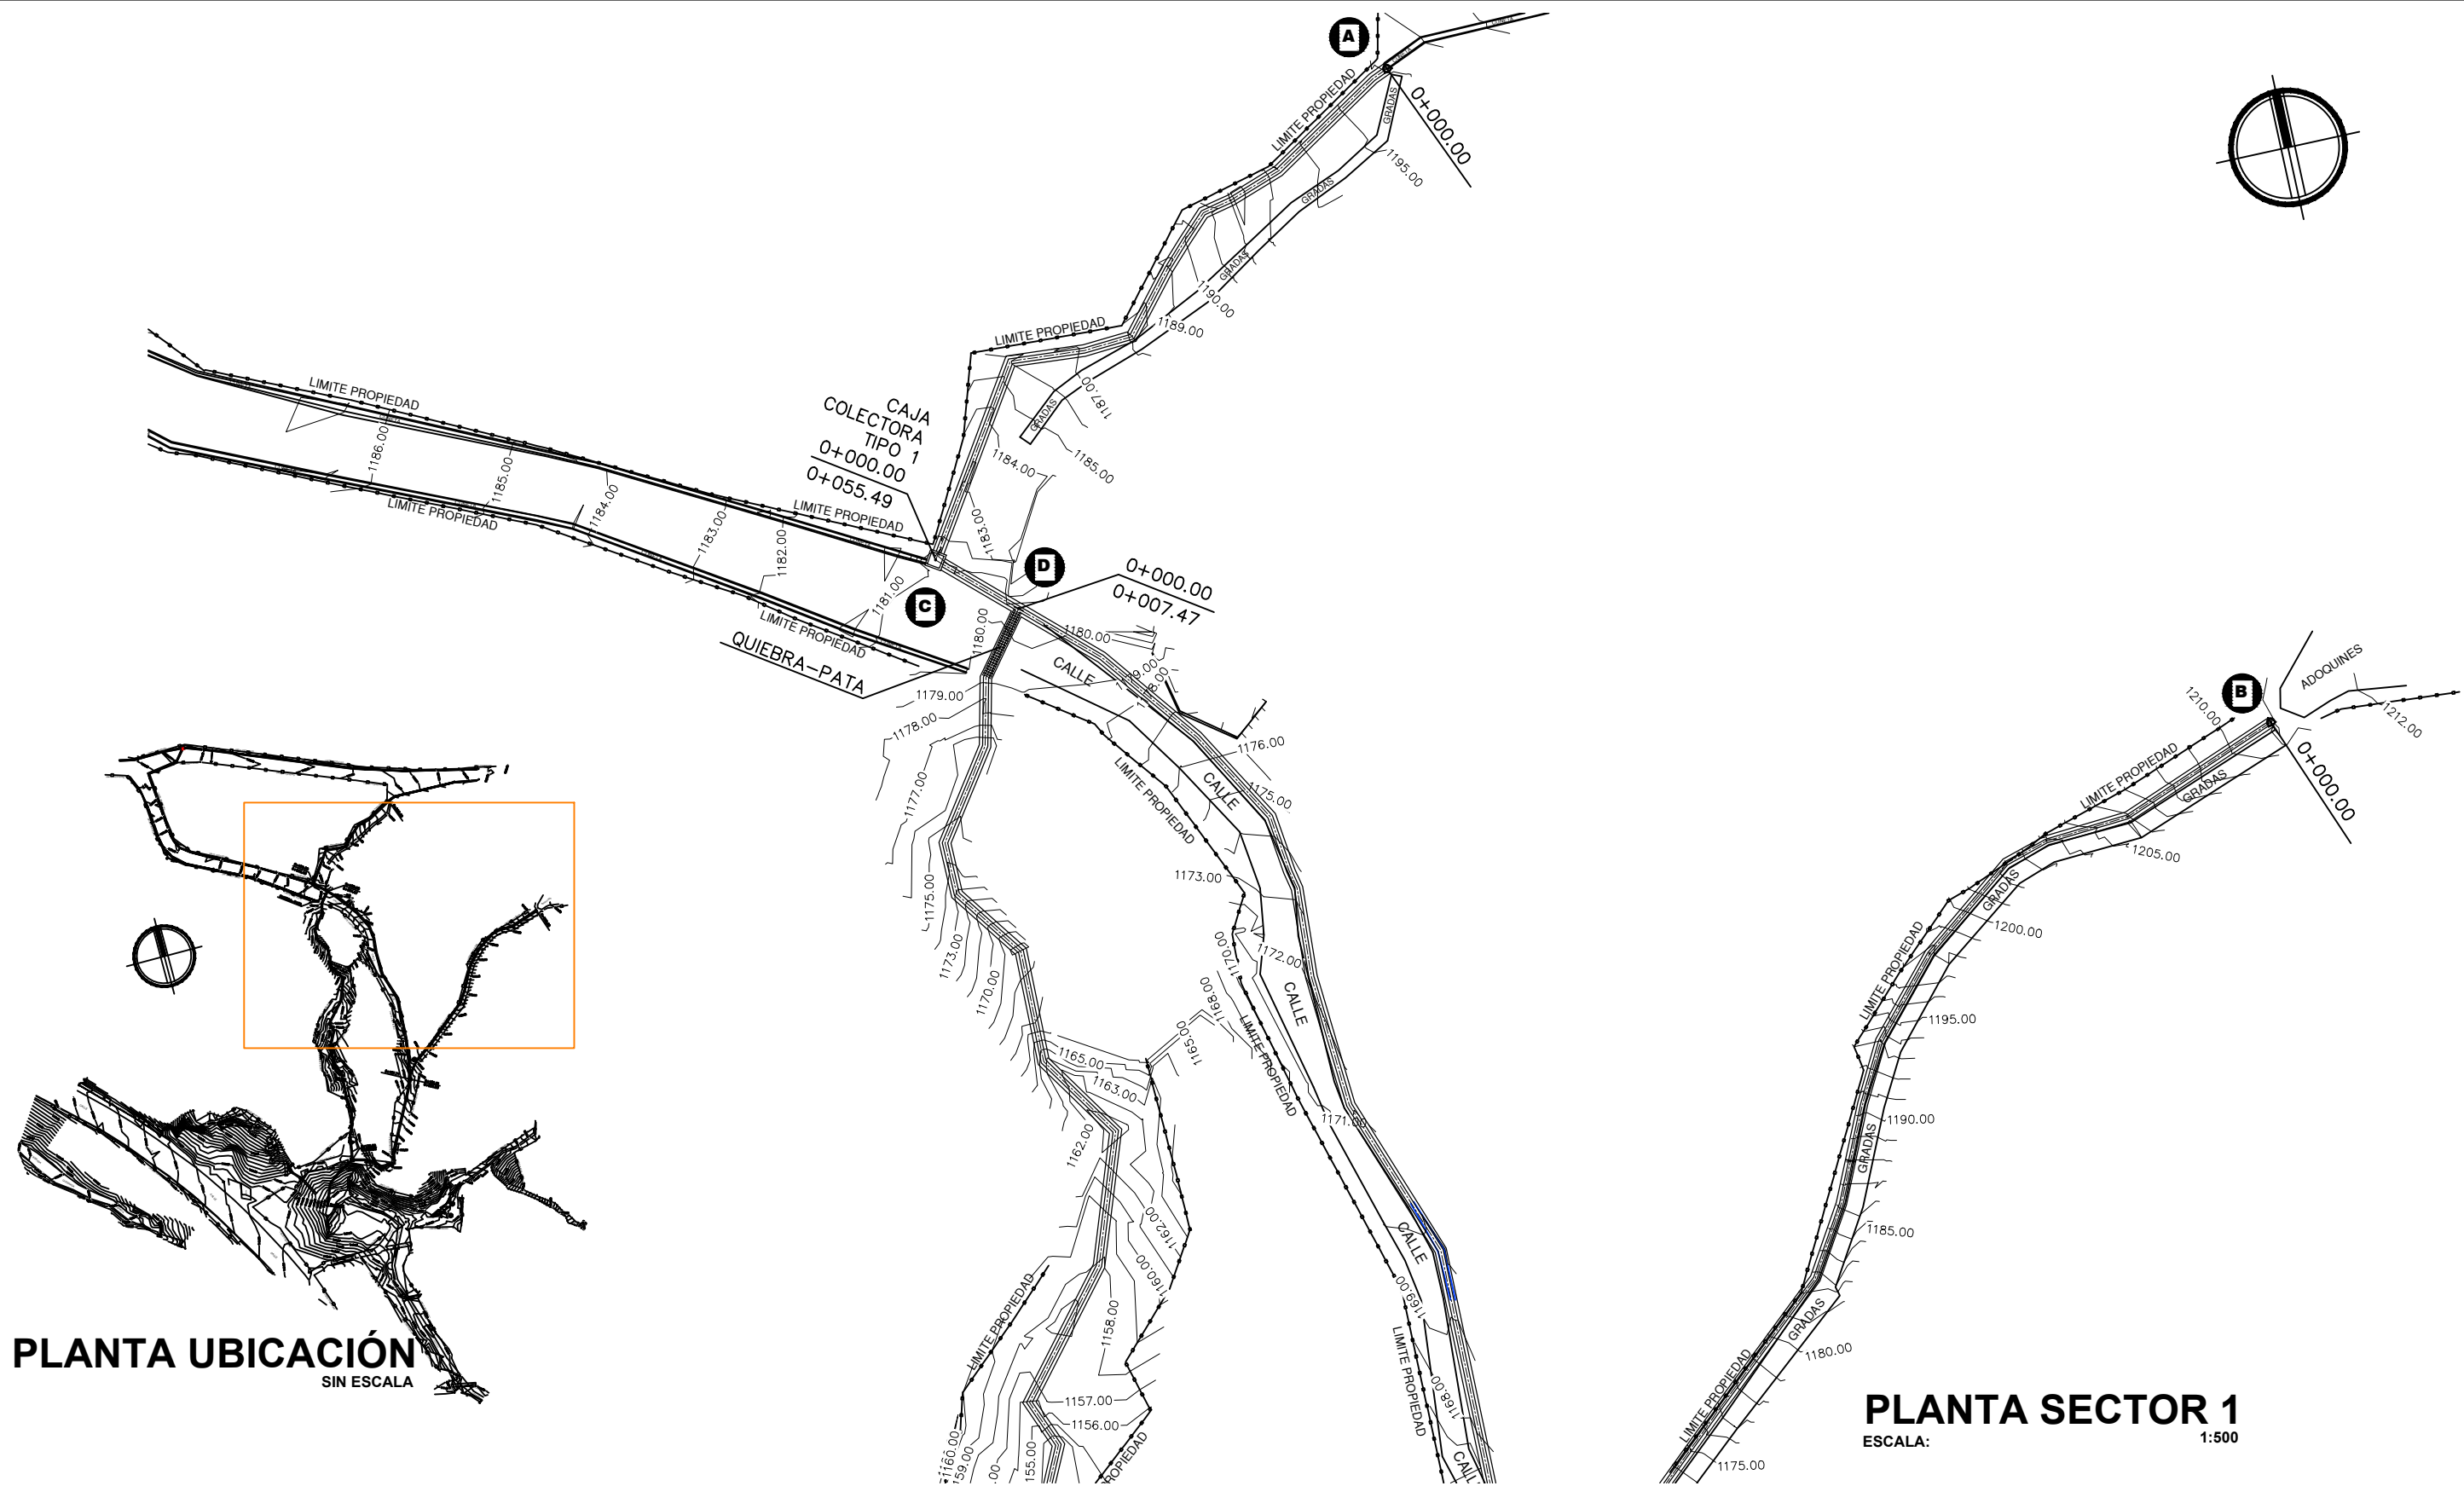 A
LIMITE PROPIEDAD
GRADAS
0+000.00
1195.00
GRADAS
GRADAS
1190.00
1189.00
LIMITE PROPIEDAD
1187.00
GRADAS
1185.00
1184.00
1183.00
LIMITE PROPIEDAD
1186.00
1185.00
1184.00
1183.00
1182.00
1181.00
LIMITE PROPIEDAD
LIMITE PROPIEDAD
LIMITE PROPIEDAD
CAJA
COLECTORA
TIPO 1
0+000.00
0+055.49
C
D
0+000.00
0+007.47
QUIEBRA-PATA
1180.00
1180.00
CALLE
1179.00
1178.00
1177.00
1175.00
1173.00
1170.00
1176.00
CALLE
1175.00
LIMITE PROPIEDAD
1173.00
1172.00
1170.00
1168.00
1165.00
CALLE
LIMITE PROPIEDAD
1171.00
1165.00
1163.00
1162.00
1162.00
1160.00
1158.00
1157.00
1156.00
LIMITE PROPIEDAD
CALLE
1169.00
LIMITE PROPIEDAD
1168.00
1160.00
B
ADOQUINES
1210.00
1212.00
0+000.00
LIMITE PROPIEDAD
GRADAS
1205.00
GRADAS
1200.00
LIMITE PROPIEDAD
1195.00
1190.00
GRADAS
1185.00
GRADAS
1180.00
LIMITE PROPIEDAD
1175.00
PLANTA UBICACIÓN
SIN ESCALA
PLANTA SECTOR 1
ESCALA: 1:500